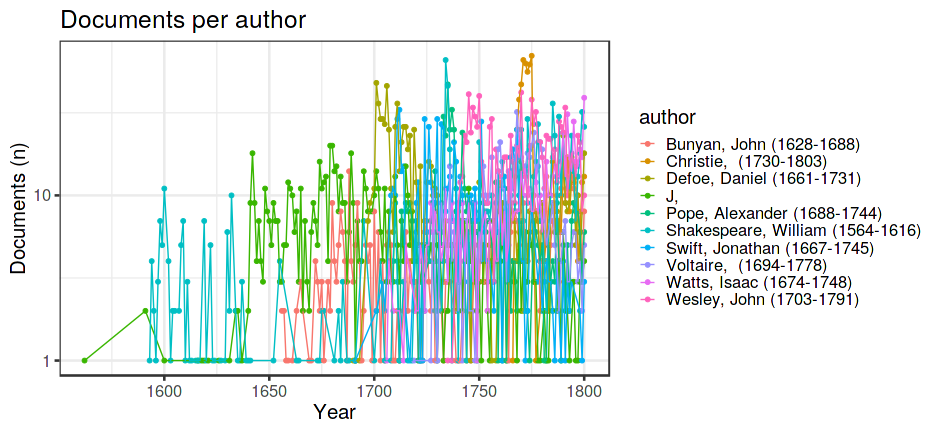 Documents per author
Documents (n)
10
1
1600 1650 1700 1750 1800
Year
author
Bunyan, John (1628-1688)
Christie,  (1730-1803)
Defoe, Daniel (1661-1731)
J,
Pope, Alexander (1688-1744)
Shakespeare, William (1564-1616)
Swift, Jonathan (1667-1745)
Voltaire,  (1694-1778)
Watts, Isaac (1674-1748)
Wesley, John (1703-1791)